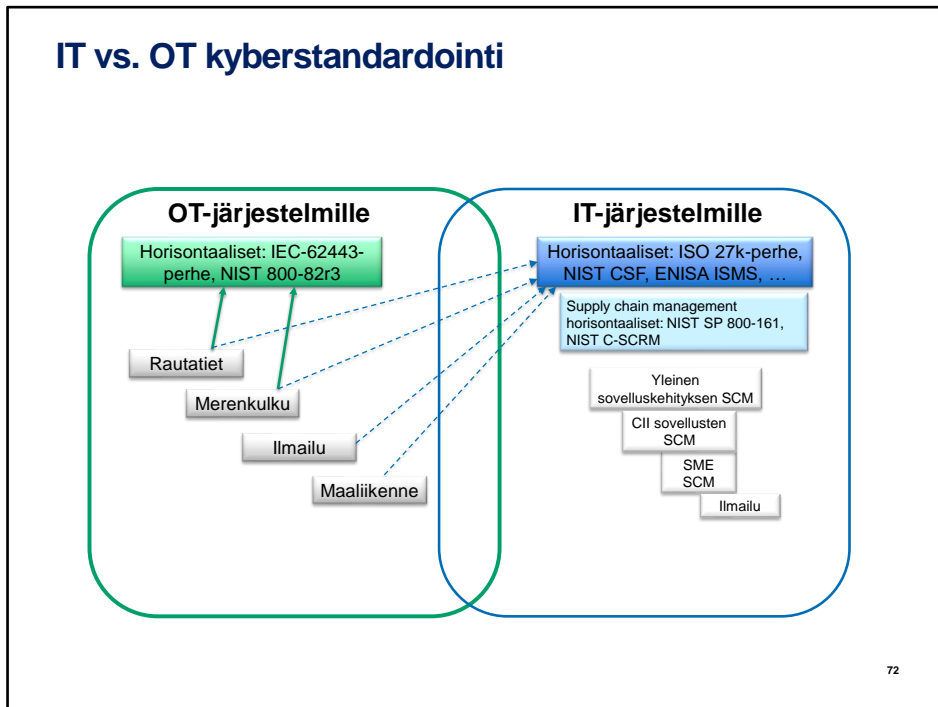 IT vs. OT kyberstandardointi
OT-järjestelmille
Horisontaaliset: IEC-62443-
perhe, NIST 800-82r3
Rautatiet
Merenkulku
Ilmailu
Maaliikenne
IT-järjestelmille
Horisontaaliset: ISO 27k-perhe,
NIST CSF, ENISA ISMS, …
Supply chain management
horisontaaliset: NIST SP 800-161,
NIST C-SCRM
Yleinen
sovelluskehityksen SCM
CII sovellusten
SCM
SME
SCM
Ilmailu
72